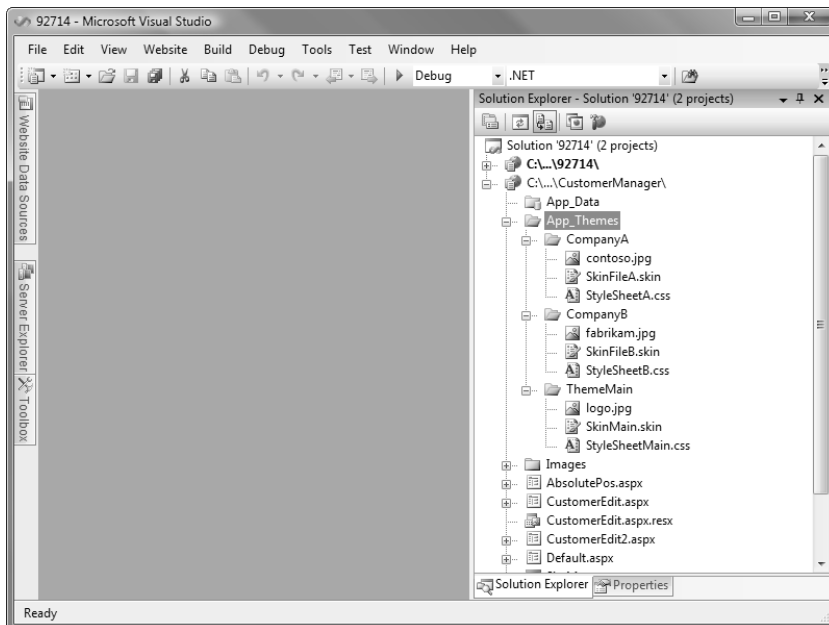 92714 - Microsoft Visual Studio
File Edit View Website Build Debug Tools Test Window Help
Debug .NET
Website Data Sources
Server Explorer
Toolbox
Solution Explorer - Solution '92714' (2 projects)
Solution '92714' (2 projects)
C:\...\92714\
C:\...\CustomerManager\
App_Data
App_Themes
CompanyA
contoso.jpg
SkinFileA.skin
StyleSheetA.css
CompanyB
fabrikam.jpg
SkinFileB.skin
StyleSheetB.css
ThemeMain
logo.jpg
SkinMain.skin
StyleSheetMain.css
Images
AbsolutePos.aspx
CustomerEdit.aspx
CustomerEdit.aspx.resx
CustomerEdit2.aspx
Default.aspx
Solution Explorer Properties
Ready